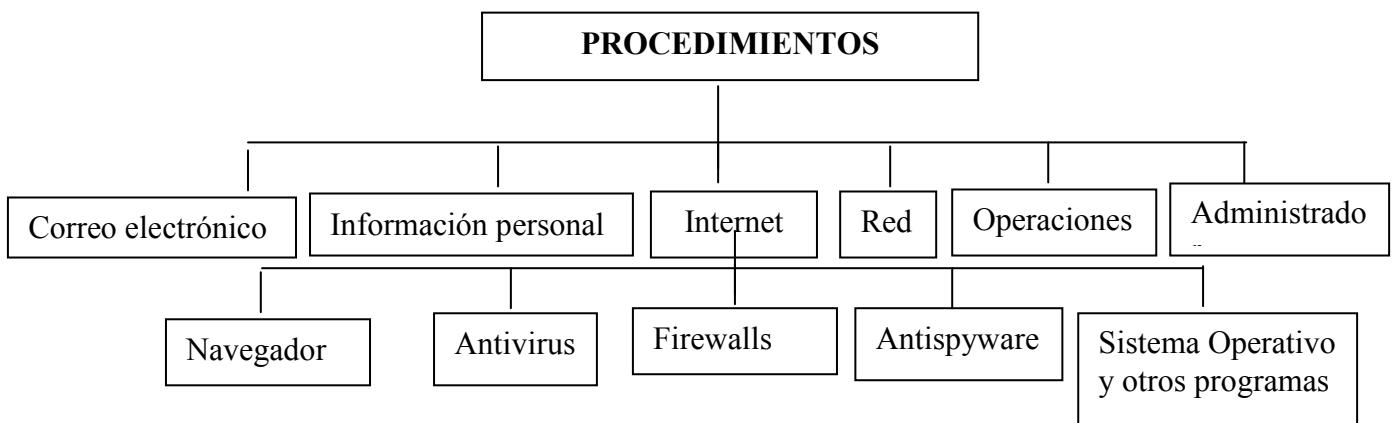 PROCEDIMIENTOS
Correo electrónico
Información personal
Internet
Red
Operaciones
Administrado
Navegador
Antivirus
Firewalls
Antispyware
Sistema Operativo
y otros programas